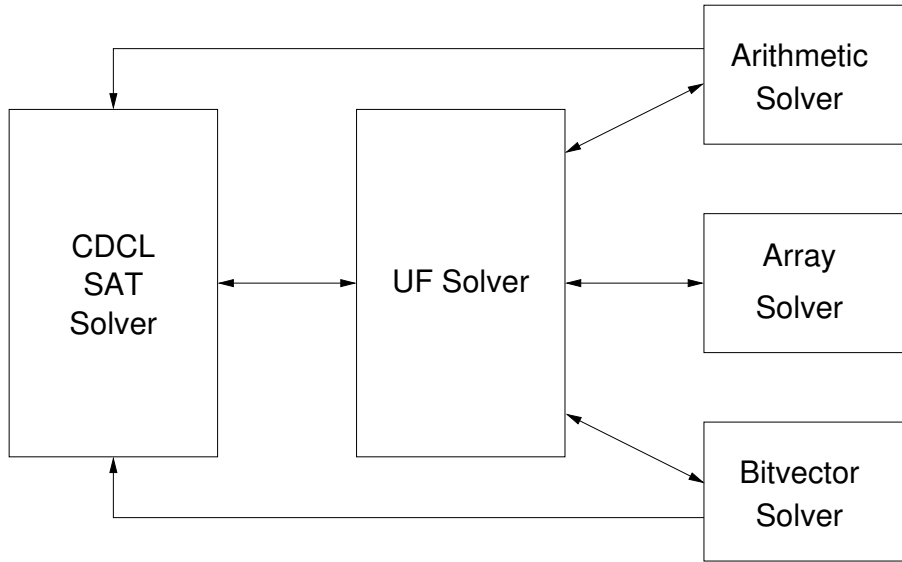 CDCL
SAT
Solver
UF Solver
Arithmetic
Solver
Array
Solver
Bitvector
Solver